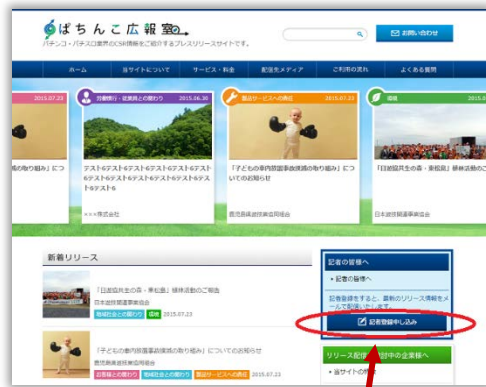 ぱちんこ広報室
パチンコ・パチスロ業界のCSR情報をご紹介するプレスリリースサイトです。
お問い合わせ
ホーム 当サイトについて サービス・料金 配信先メディア ご利用の流れ よくある質問
2015.07.23
労働慣行・従業員との関わり 2015.06.30
製品サービスへの責任 2015.07.23
環境 2015.0
減の取り組み」につ
テスト6テスト6テスト6テスト6テスト6テスト
6テスト6テスト6テスト6テスト6テスト6テス
ト6テスト6
×××株式会社
「子どもの車内放置事故撲滅の取り組み」につ
いてのお知らせ
鹿児島県遊技業協同組合
「日遊協共生の森・東松島」植林活動のご
日本遊技関連事業協会
新着リリース
「日遊協共生の森・東松島」植林活動のご報告
日本遊技関連事業協会
地域社会との関わり 環境 2015.07.23
「子どもの車内放置事故撲滅の取り組み」についてのお知らせ
鹿児島県遊技業協同組合
お客様との関わり 地域社会との関わり 製品サービスへの責任 2015.07.23
記者の皆様へ
・記者の皆様へ
記者登録をすると、最新のリリース情報をメ
ールで配信いたします。
記者登録申し込み
リリース配信 検討中の企業様へ
・当サイトの特